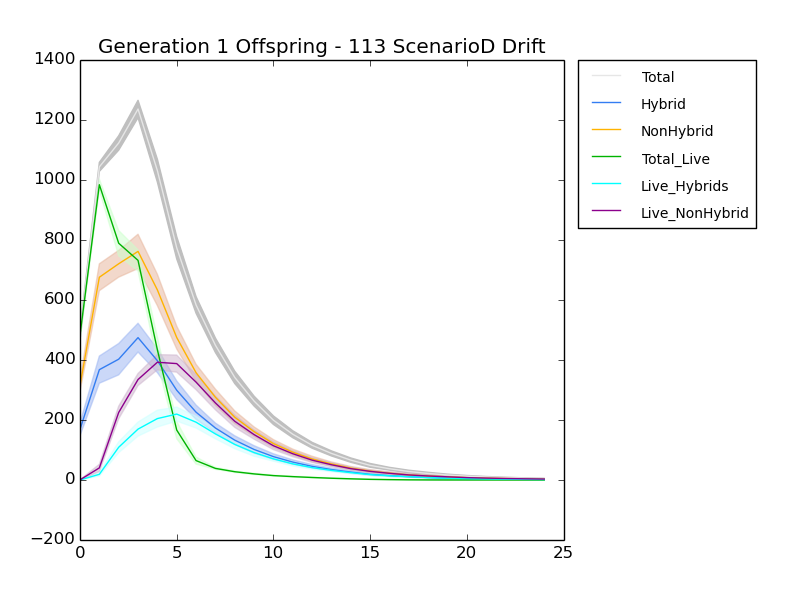 Generation 1 Offspring - 113 ScenarioD Drift
1400
1200
1000
800
600
400
200
0
−200
0 5 10 15 20 25
Total
Hybrid
NonHybrid
Total_Live
Live_Hybrids
Live_NonHybrid